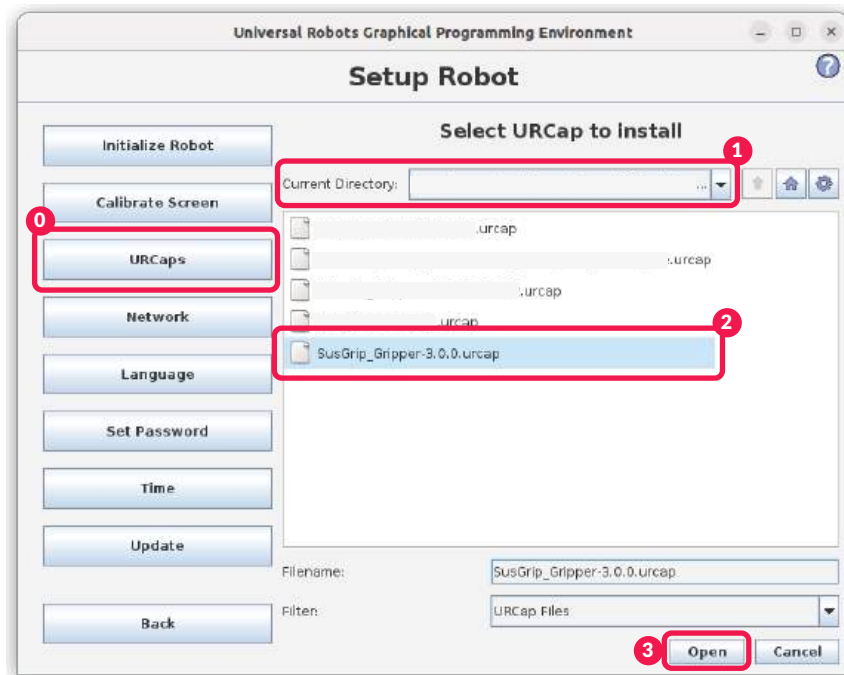 Universal Robots Graphical Programming Environment
Setup Robot
?
Select URCap to install
Initialize Robot
1
Current Directory:
...
Calibrate Screen
0
.urcap
URCaps
.urcap
.urcap
Network
.urcap
2
SusGrip_Gripper-3.0.0.urcap
Language
Set Password
Time
Update
Filename:
SusGrip_Gripper-3.0.0.urcap
Filter:
URCap Files
Back
3
Open
Cancel